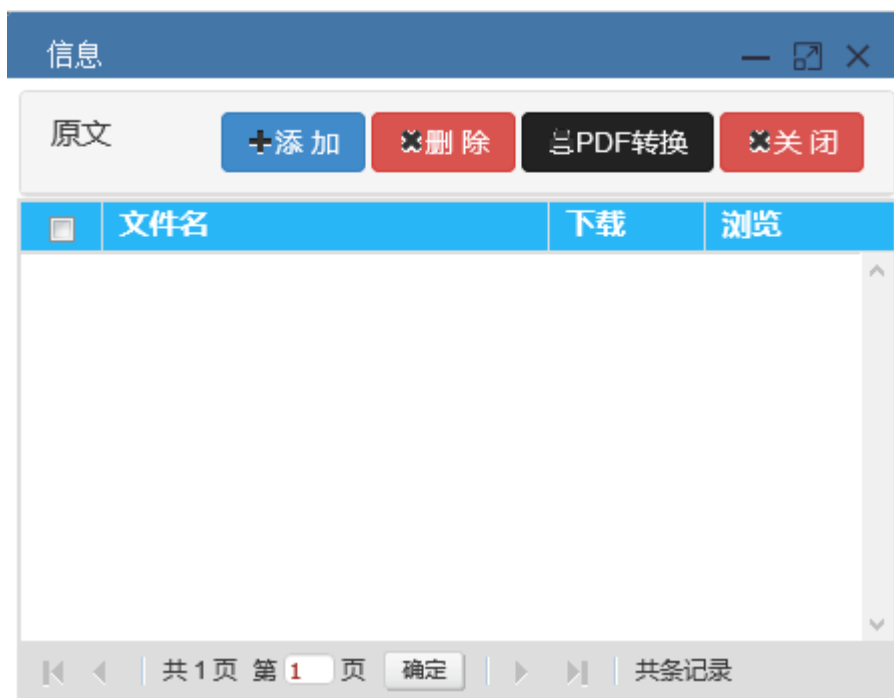 信息
原文 添 加 删 除 PDF转换 关 闭
文件名 下载 浏览
共 1 页 第 1 页 确定 共条记录